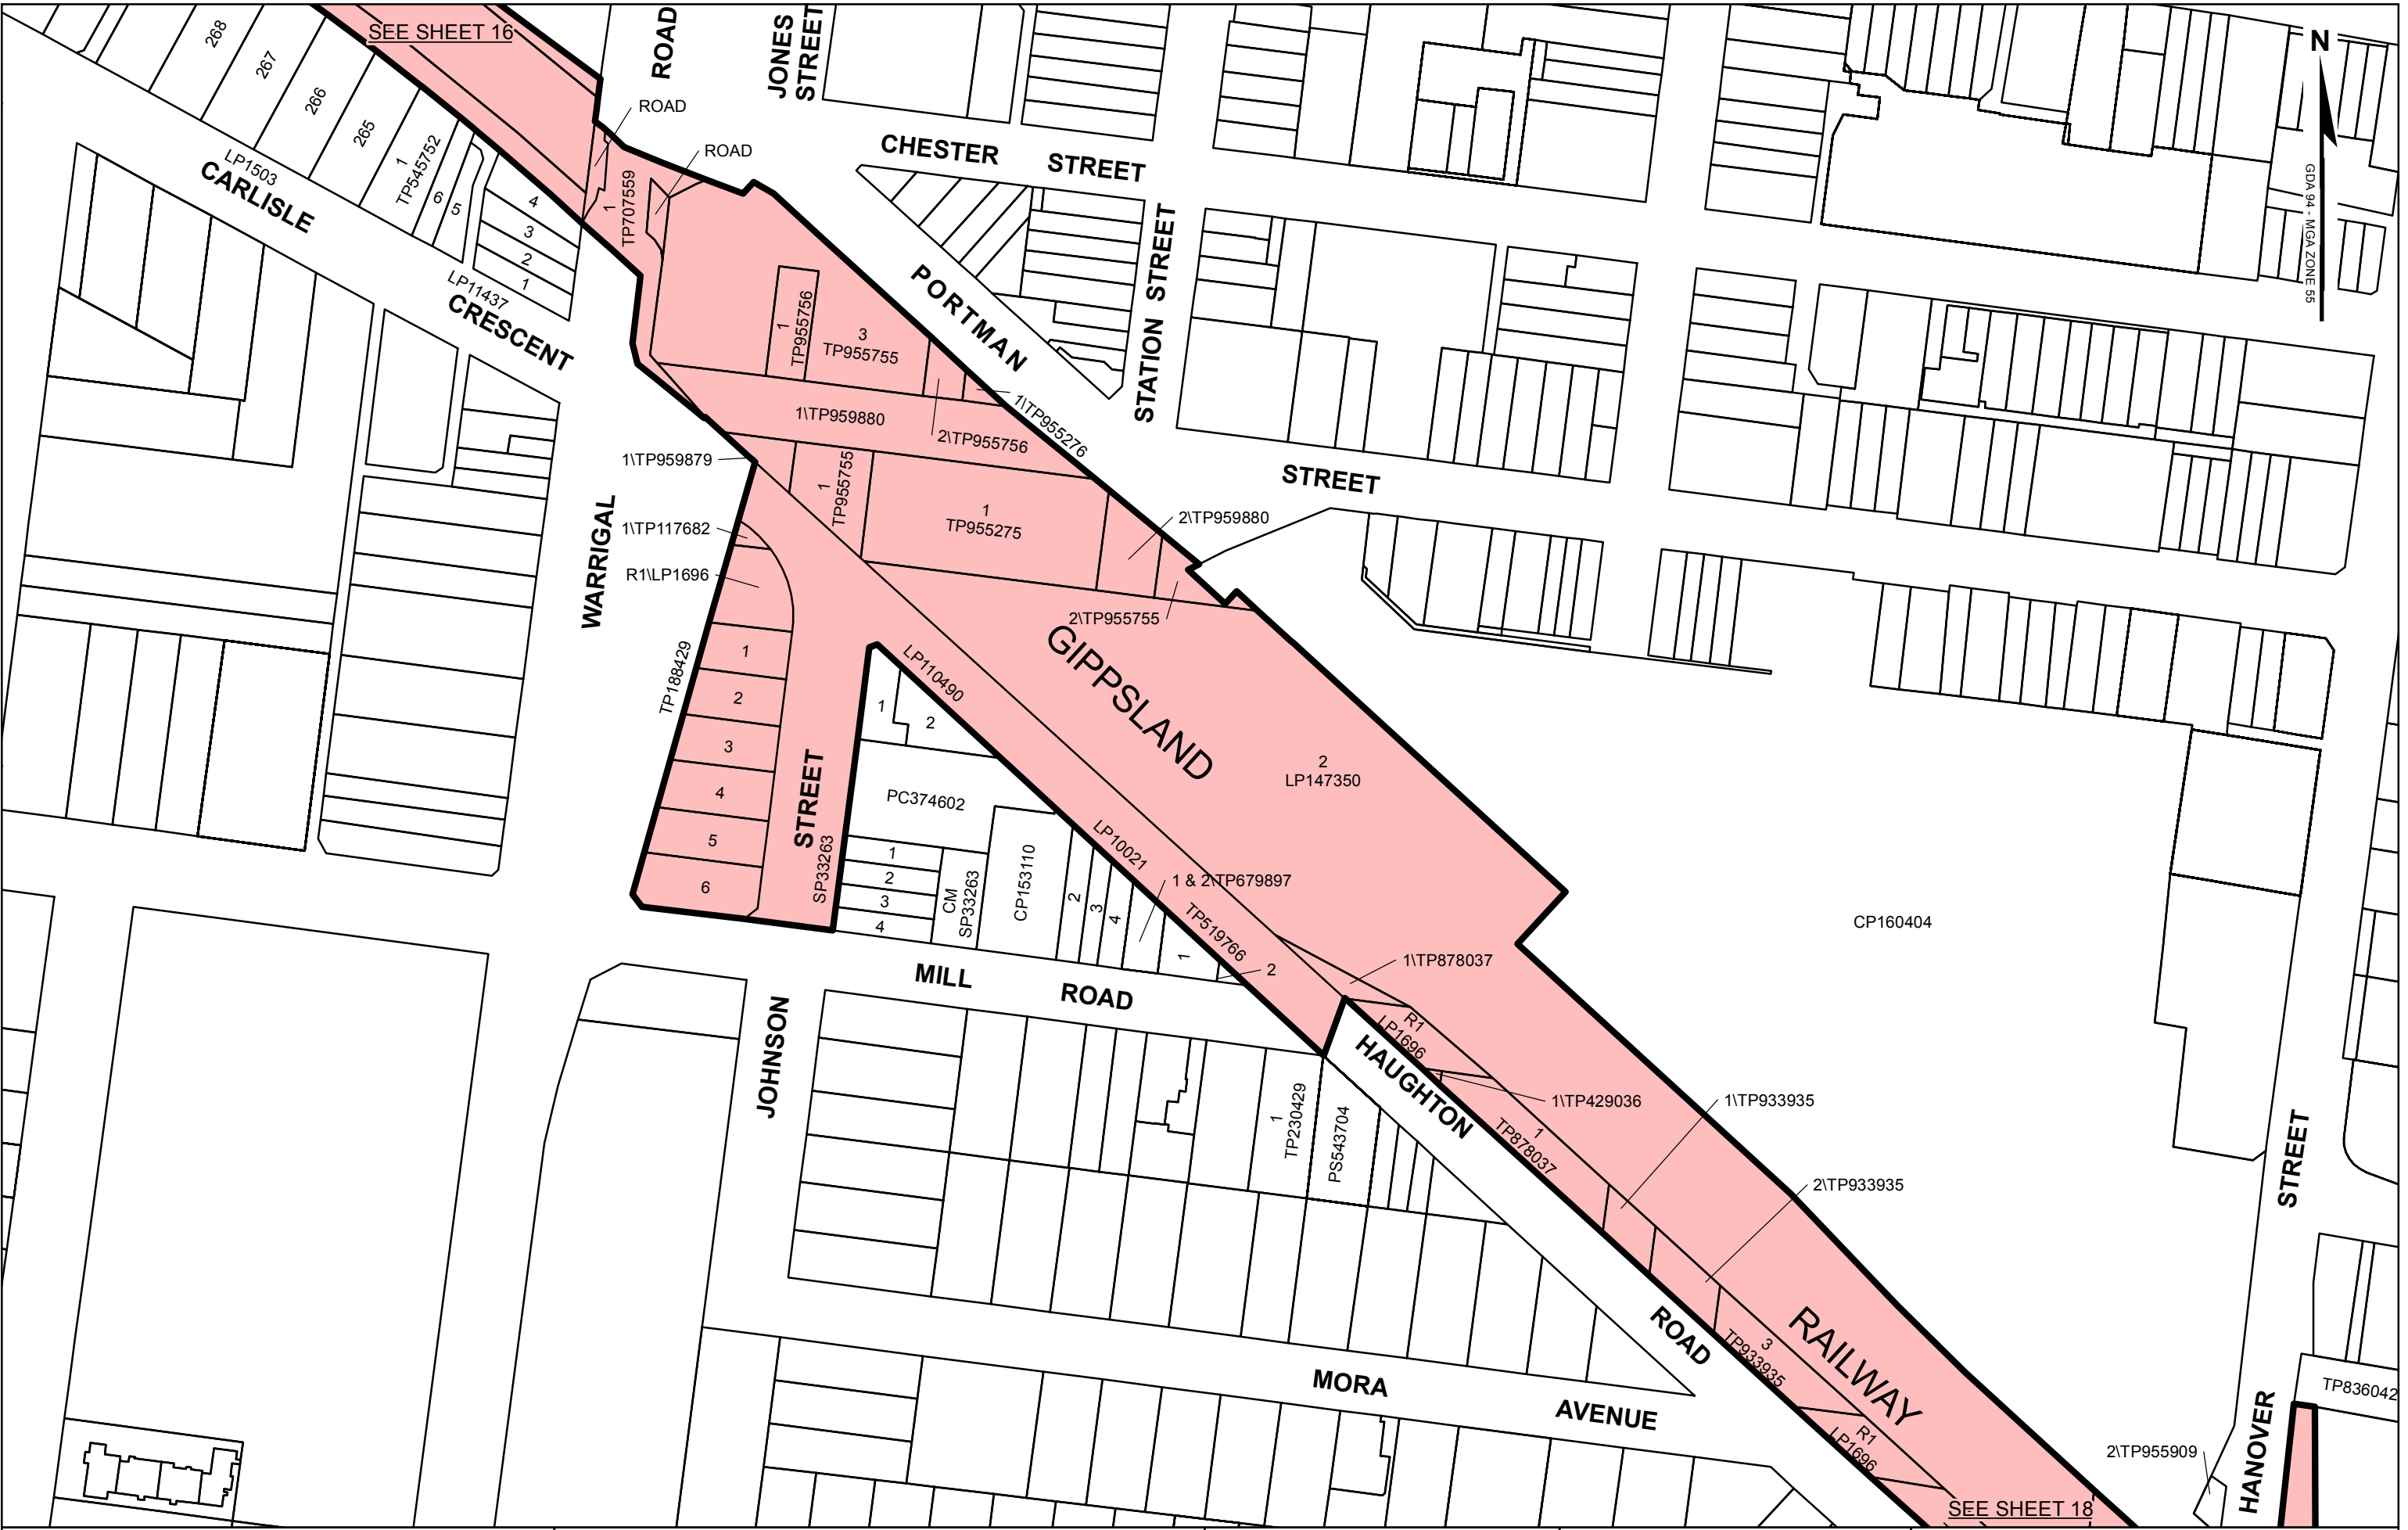 SEE SHEET 16
268
267
266
265
1
TP545752
6
5
4
3
2
1
LP1503
CARLISLE
LP11437
CRESCENT
ROAD
JONES
STREET
ROAD
ROAD
1
TP707559
CHESTER
STREET
PORTMAN
STATION STREET
STREET
N
GDA 94 - MGA ZONE 55
1
TP955756
3
TP955755
1\TP959880
2\TP955756
1\TP955276
1\TP959879
1
TP955755
1
TP955275
2\TP959880
1\TP117682
R1\LP1696
WARRIGAL
2\TP955755
TP188429
1
2
3
4
5
6
STREET
SP33263
LP110490
1
2
PC374602
1
2
3
4
CM
SP33263
CP153110
2
3
4
LP10021
1 & 2\TP679897
TP519766
1
2
GIPPSLAND
2
LP147350
CP160404
1\TP878037
MILL
ROAD
JOHNSON
R1
LP1696
HAUGHTON
1\TP429036
1
TP230429
PS543704
1
TP878037
1\TP933935
2\TP933935
STREET
ROAD
3
TP933935
RAILWAY
MORA
AVENUE
R1
LP1696
TP836042
2\TP955909
HANOVER
SEE SHEET 18